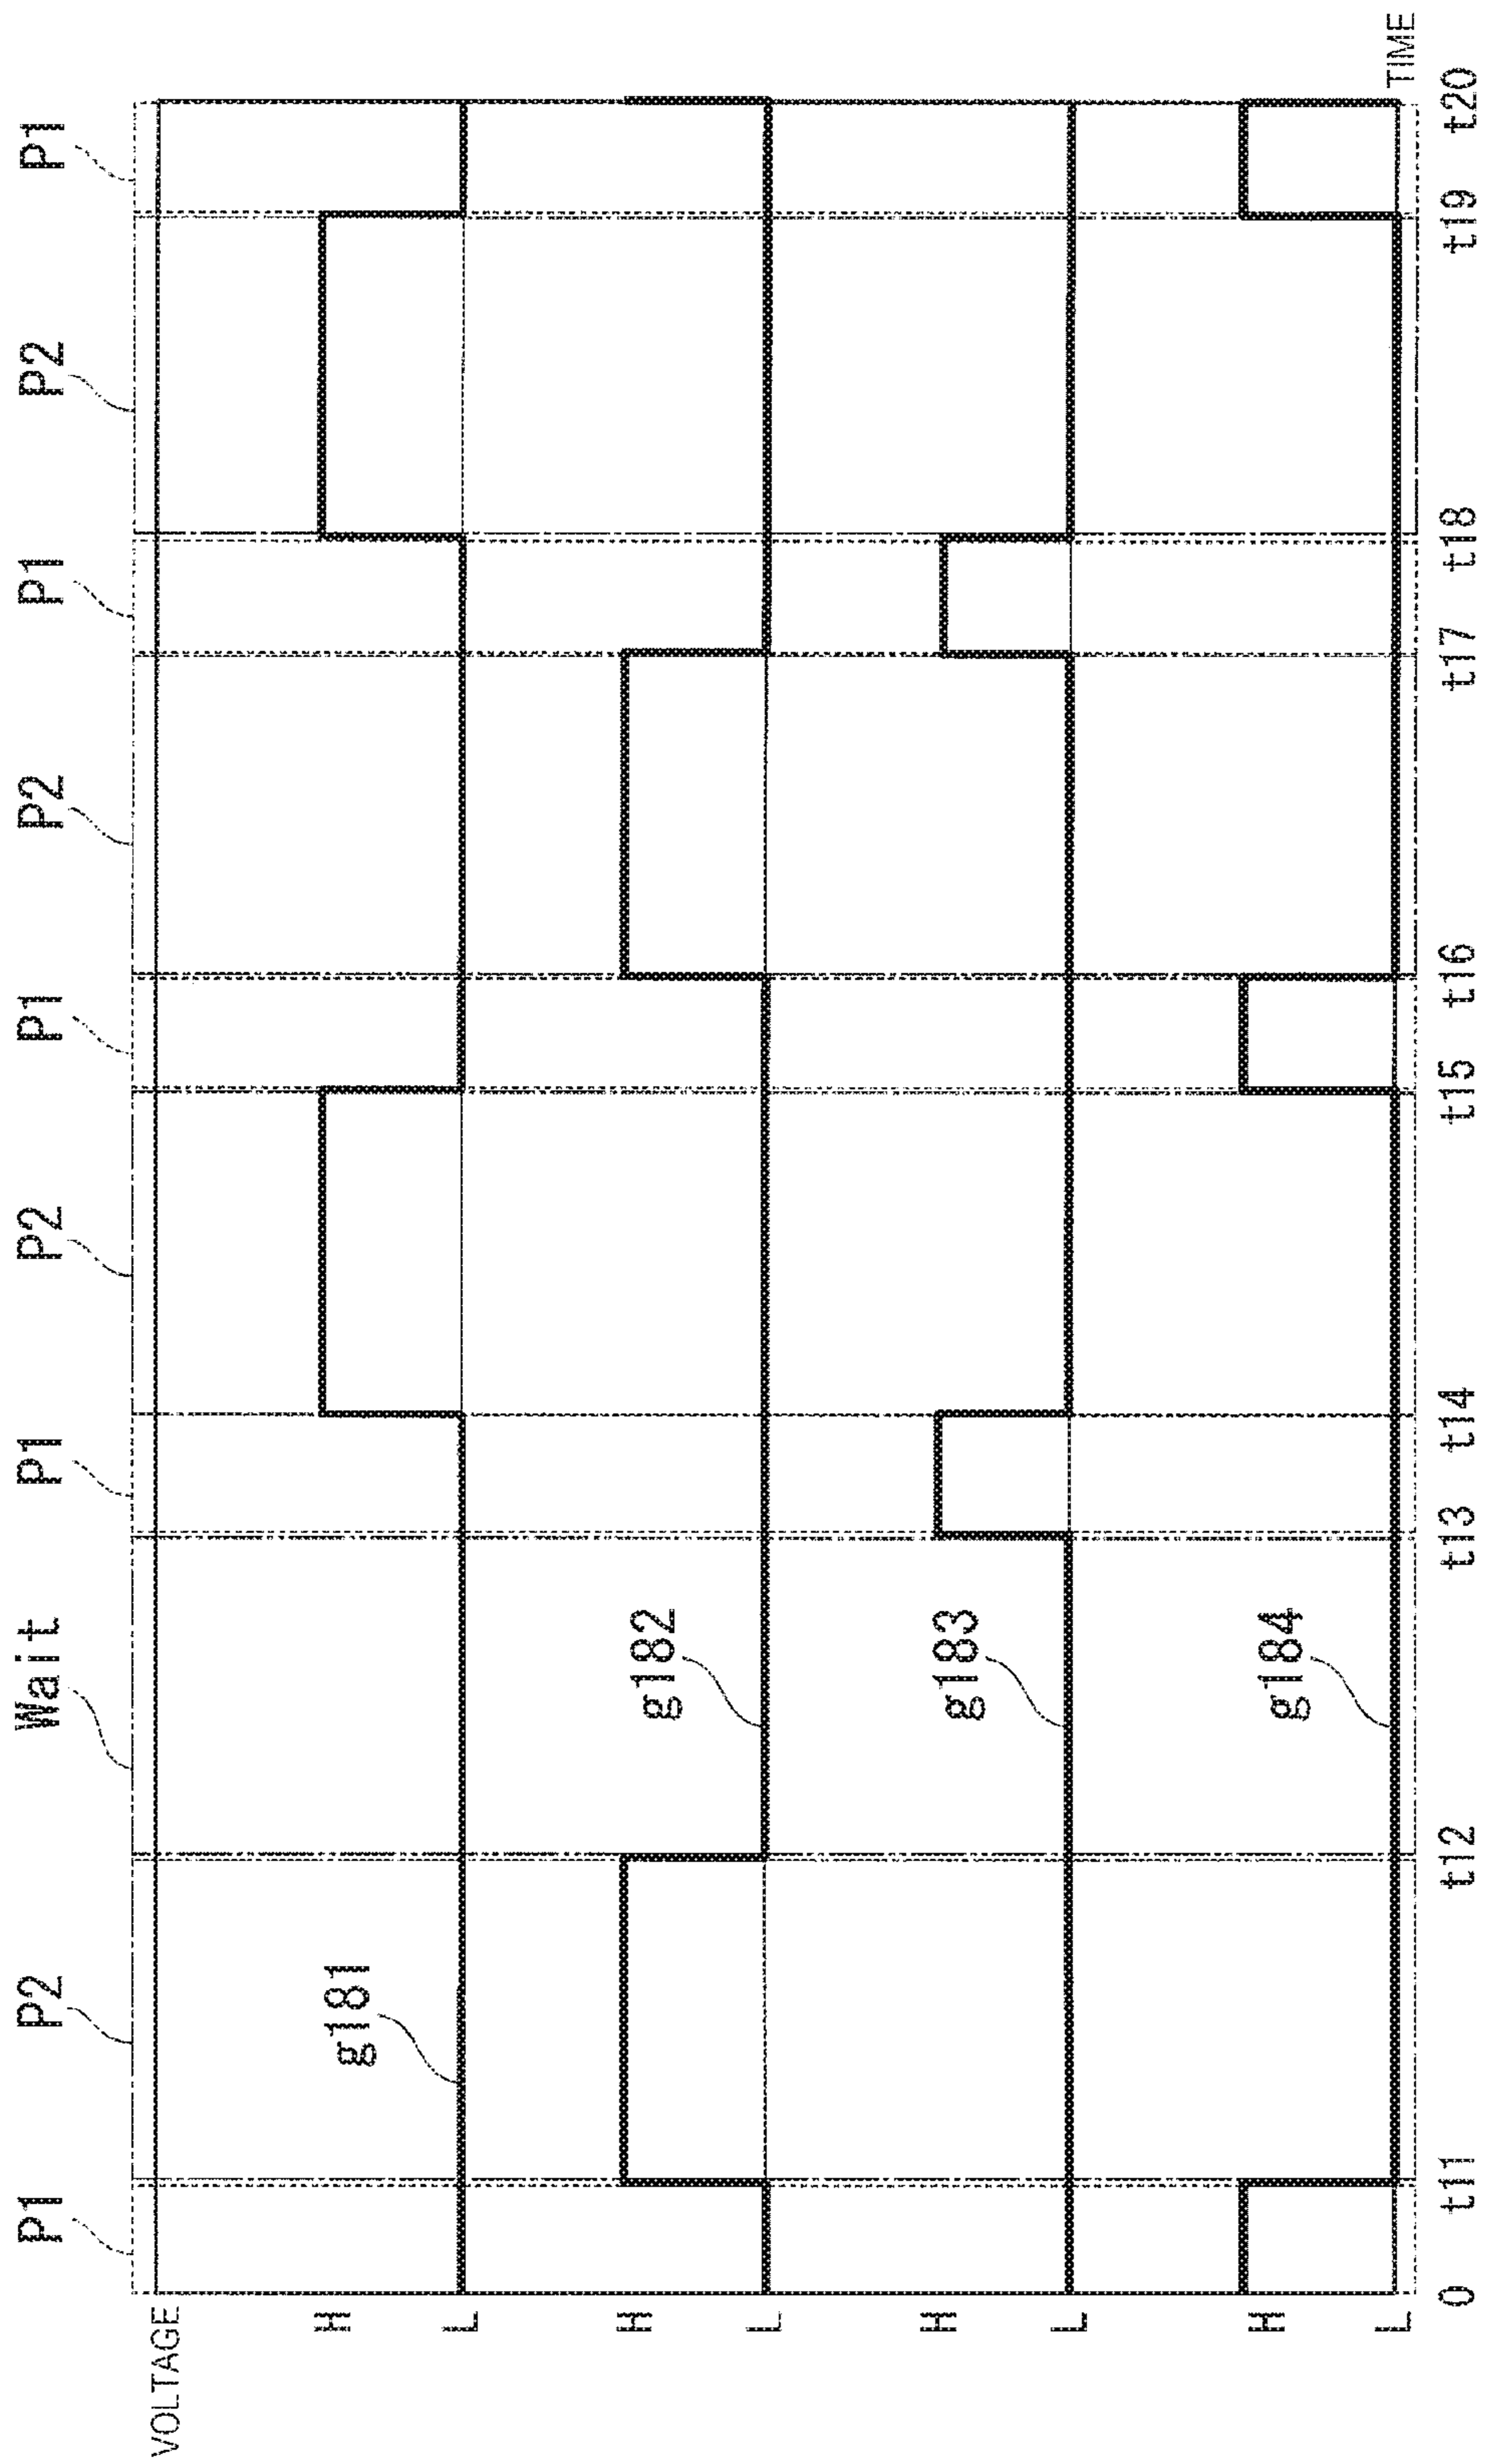 P1 P2 Wait P1 P2 P1 P2 P1 P2 P1
VOLTAGE
H
g181
L
H
g182
L
H
g183
L
H
g184
L
TIME
0 t11 t12 t13 t14 t15 t16 t17 t18 t19 t20